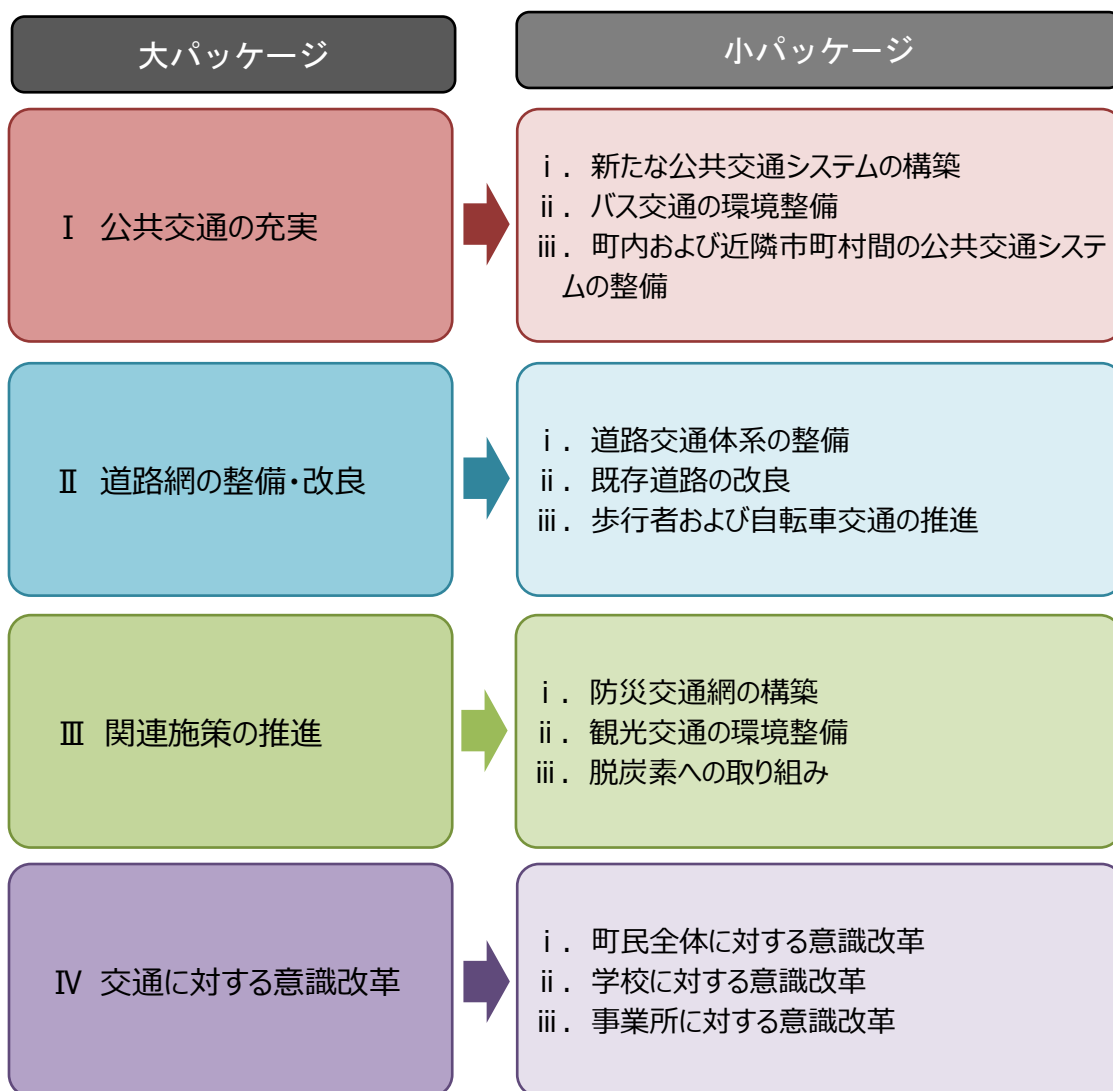 大パッケージ
小パッケージ
Ⅰ 公共交通の充実
ⅰ. 新たな公共交通システムの構築
ⅱ. バス交通の環境整備
ⅲ. 町内および近隣市町村間の公共交通システ
ムの整備
Ⅱ 道路網の整備・改良
ⅰ. 道路交通体系の整備
ⅱ. 既存道路の改良
ⅲ. 歩行者および自転車交通の推進
Ⅲ 関連施策の推進
ⅰ. 防災交通網の構築
ⅱ. 観光交通の環境整備
ⅲ. 脱炭素への取り組み
Ⅳ 交通に対する意識改革
ⅰ. 町民全体に対する意識改革
ⅱ. 学校に対する意識改革
ⅲ. 事業所に対する意識改革